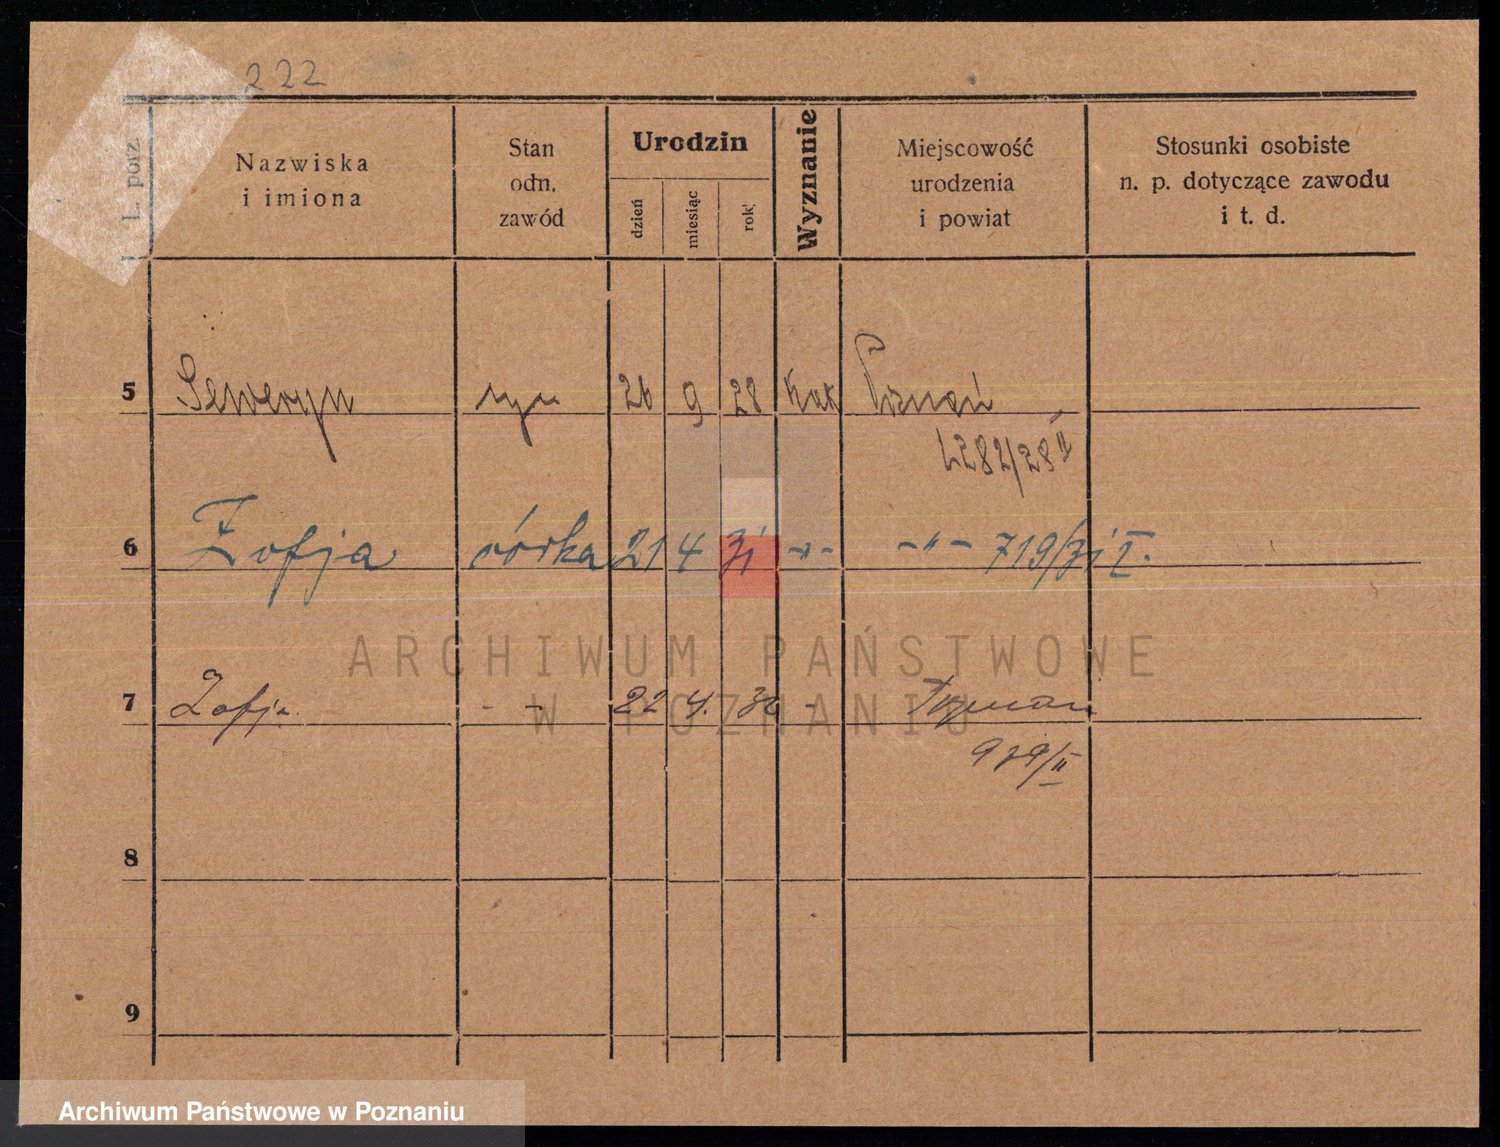 222
L. porz.
Nazwiska
i imiona
Stan
odn.
zawód
Urodzin
dzień
miesiąc
rok
Wyznanie
Miejscowość
urodzenia
i powiat
Stosunki osobiste
n. p. dotyczące zawodu
i t. d.
5 Seweryn syn 26 9 28 kat Poznań
1282/28 II
6 Zofja córka 21 4 31 -"- -"- 719/31 I.
ARCHIWUM PAŃSTWOWE
W POZNANIU
7 Zofja - - 22 4. - Poznań
979/II
8
9
Archiwum Państwowe w Poznaniu